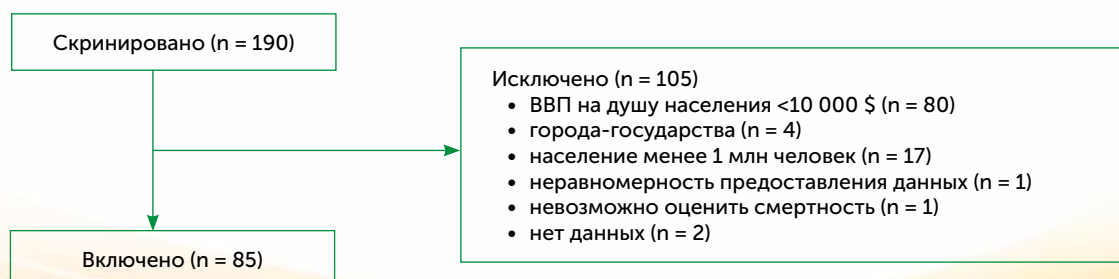 Скринировано (n = 190)
Исключено (n = 105)
• ВВП на душу населения <10 000 $ (n = 80)
• города-государства (n = 4)
• население менее 1 млн человек (n = 17)
• неравномерность предоставления данных (n = 1)
• невозможно оценить смертность (n = 1)
• нет данных (n = 2)
Включено (n = 85)